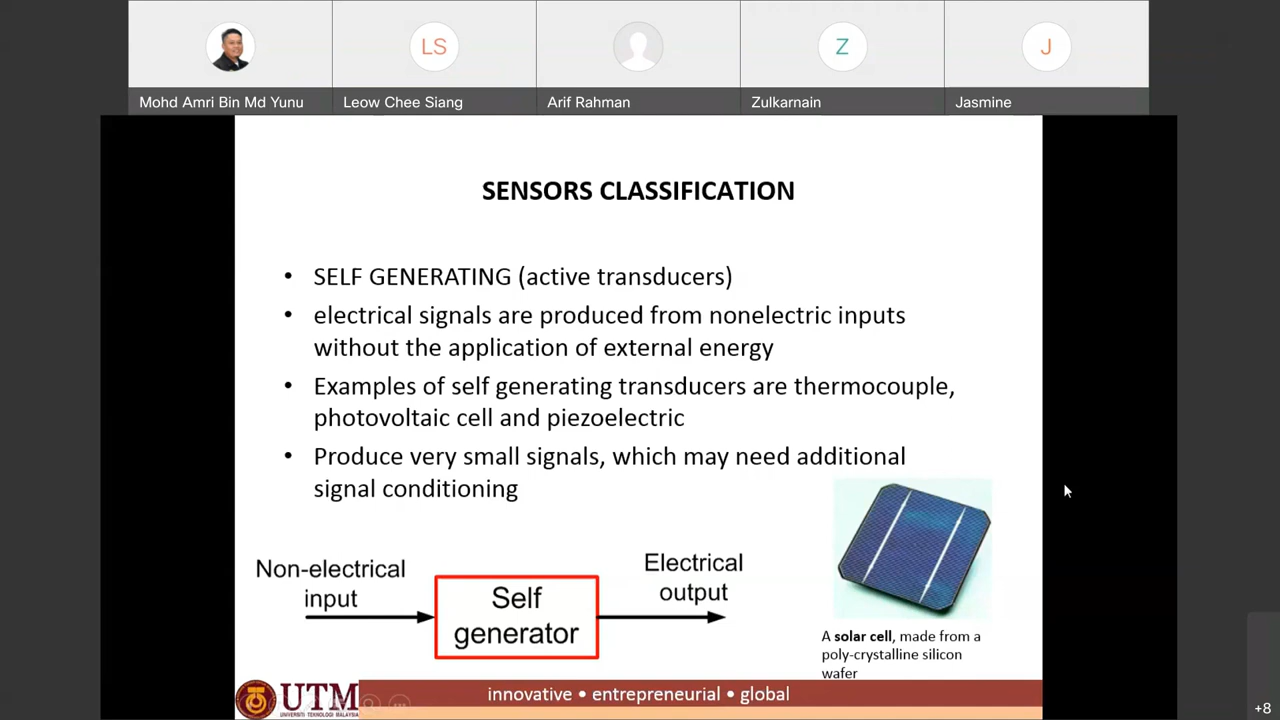 LS
Z
J
Mohd Amri Bin Md Yunu
Leow Chee Siang
Arif Rahman
Zulkarnain
Jasmine
SENSORS CLASSIFICATION
• SELF GENERATING (active transducers)
• electrical signals are produced from nonelectric inputs
without the application of external energy
• Examples of self generating transducers are thermocouple,
photovoltaic cell and piezoelectric
• Produce very small signals, which may need additional
signal conditioning
Non-electrical
input
Self
generator
Electrical
output
A solar cell, made from a
poly-crystalline silicon
wafer
UTM
UNIVERSITI TEKNOLOGI MALAYSIA
innovative • entrepreneurial • global
+8